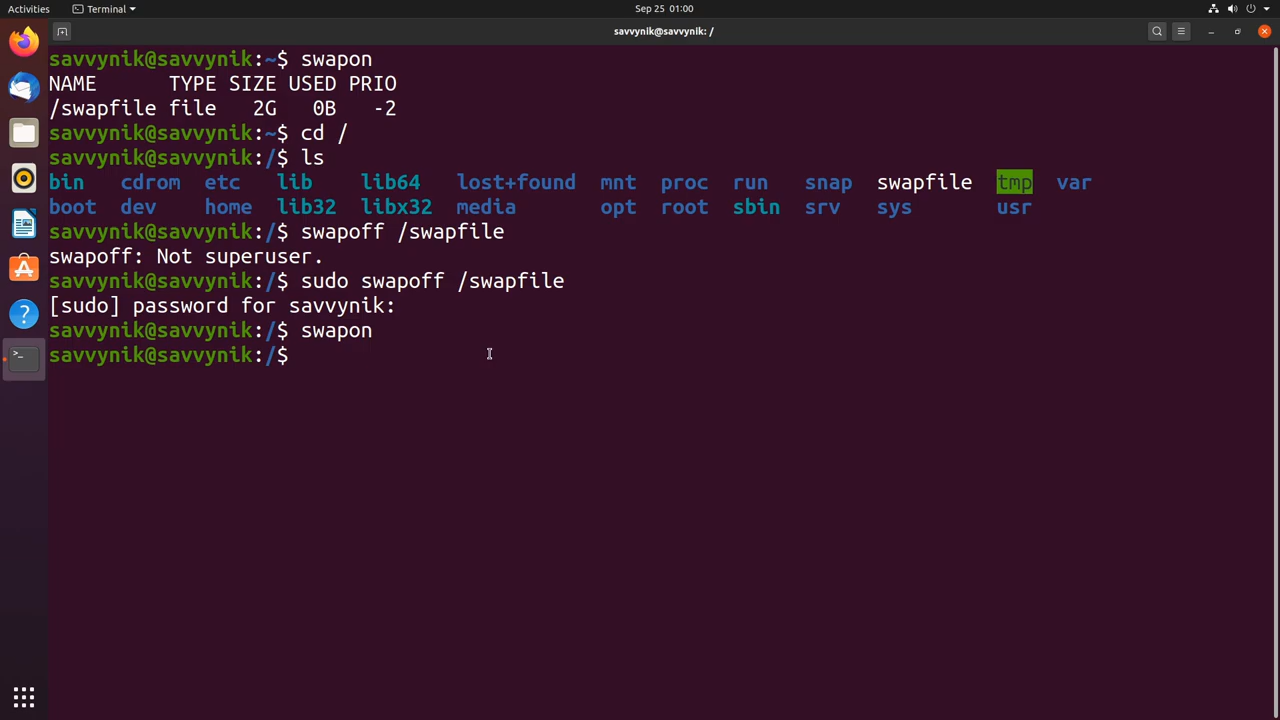 Activities Terminal Sep 25 01:00
savvynik@savvynik: /
savvynik@savvynik:~$ swapon
NAME TYPE SIZE USED PRIO
/swapfile file 2G 0B -2
savvynik@savvynik:~$ cd /
savvynik@savvynik:/$ ls
bin cdrom etc lib lib64 lost+found mnt proc run snap swapfile tmp var
boot dev home lib32 libx32 media opt root sbin srv sys usr
savvynik@savvynik:/$ swapoff /swapfile
swapoff: Not superuser.
savvynik@savvynik:/$ sudo swapoff /swapfile
[sudo] password for savvynik:
savvynik@savvynik:/$ swapon
savvynik@savvynik:/$